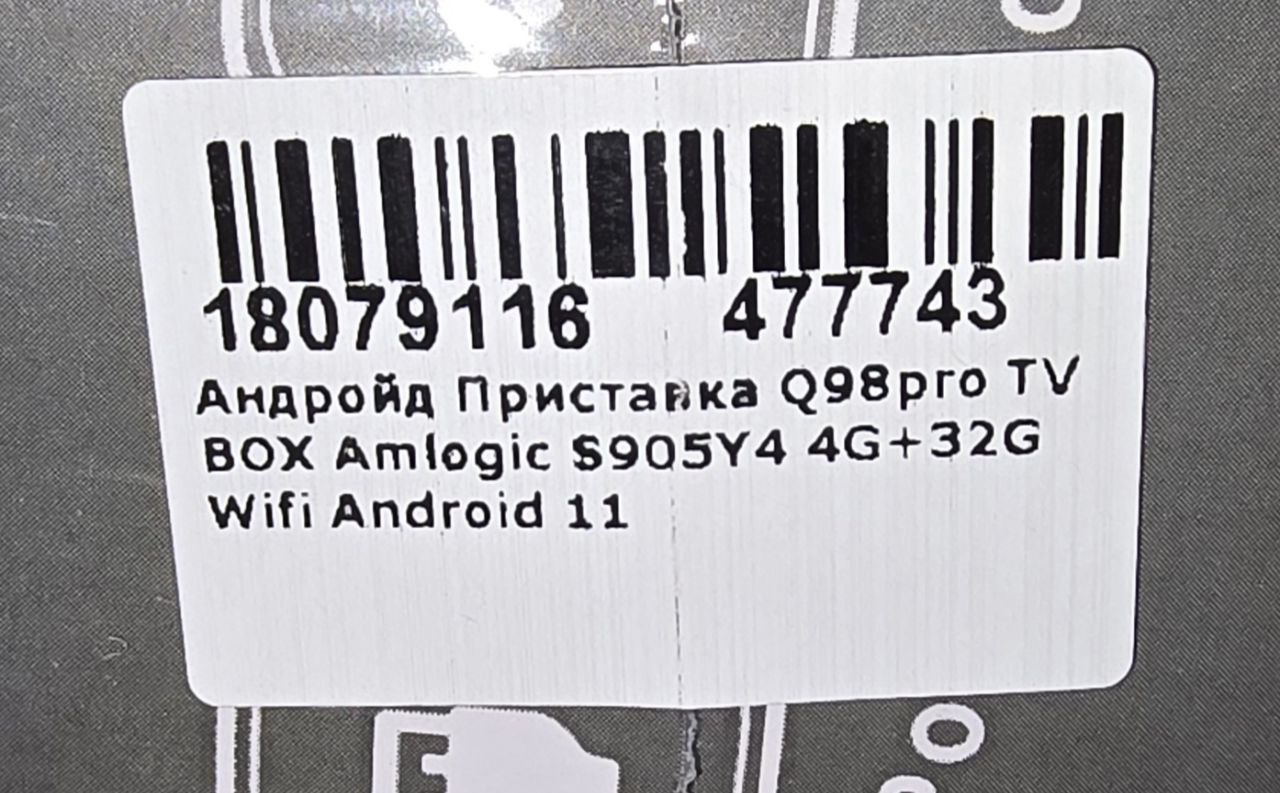 18079116 477743
Андройд Приставка Q98pro TV
BOX Amlogic S905Y4 4G+32G
Wifi Android 11